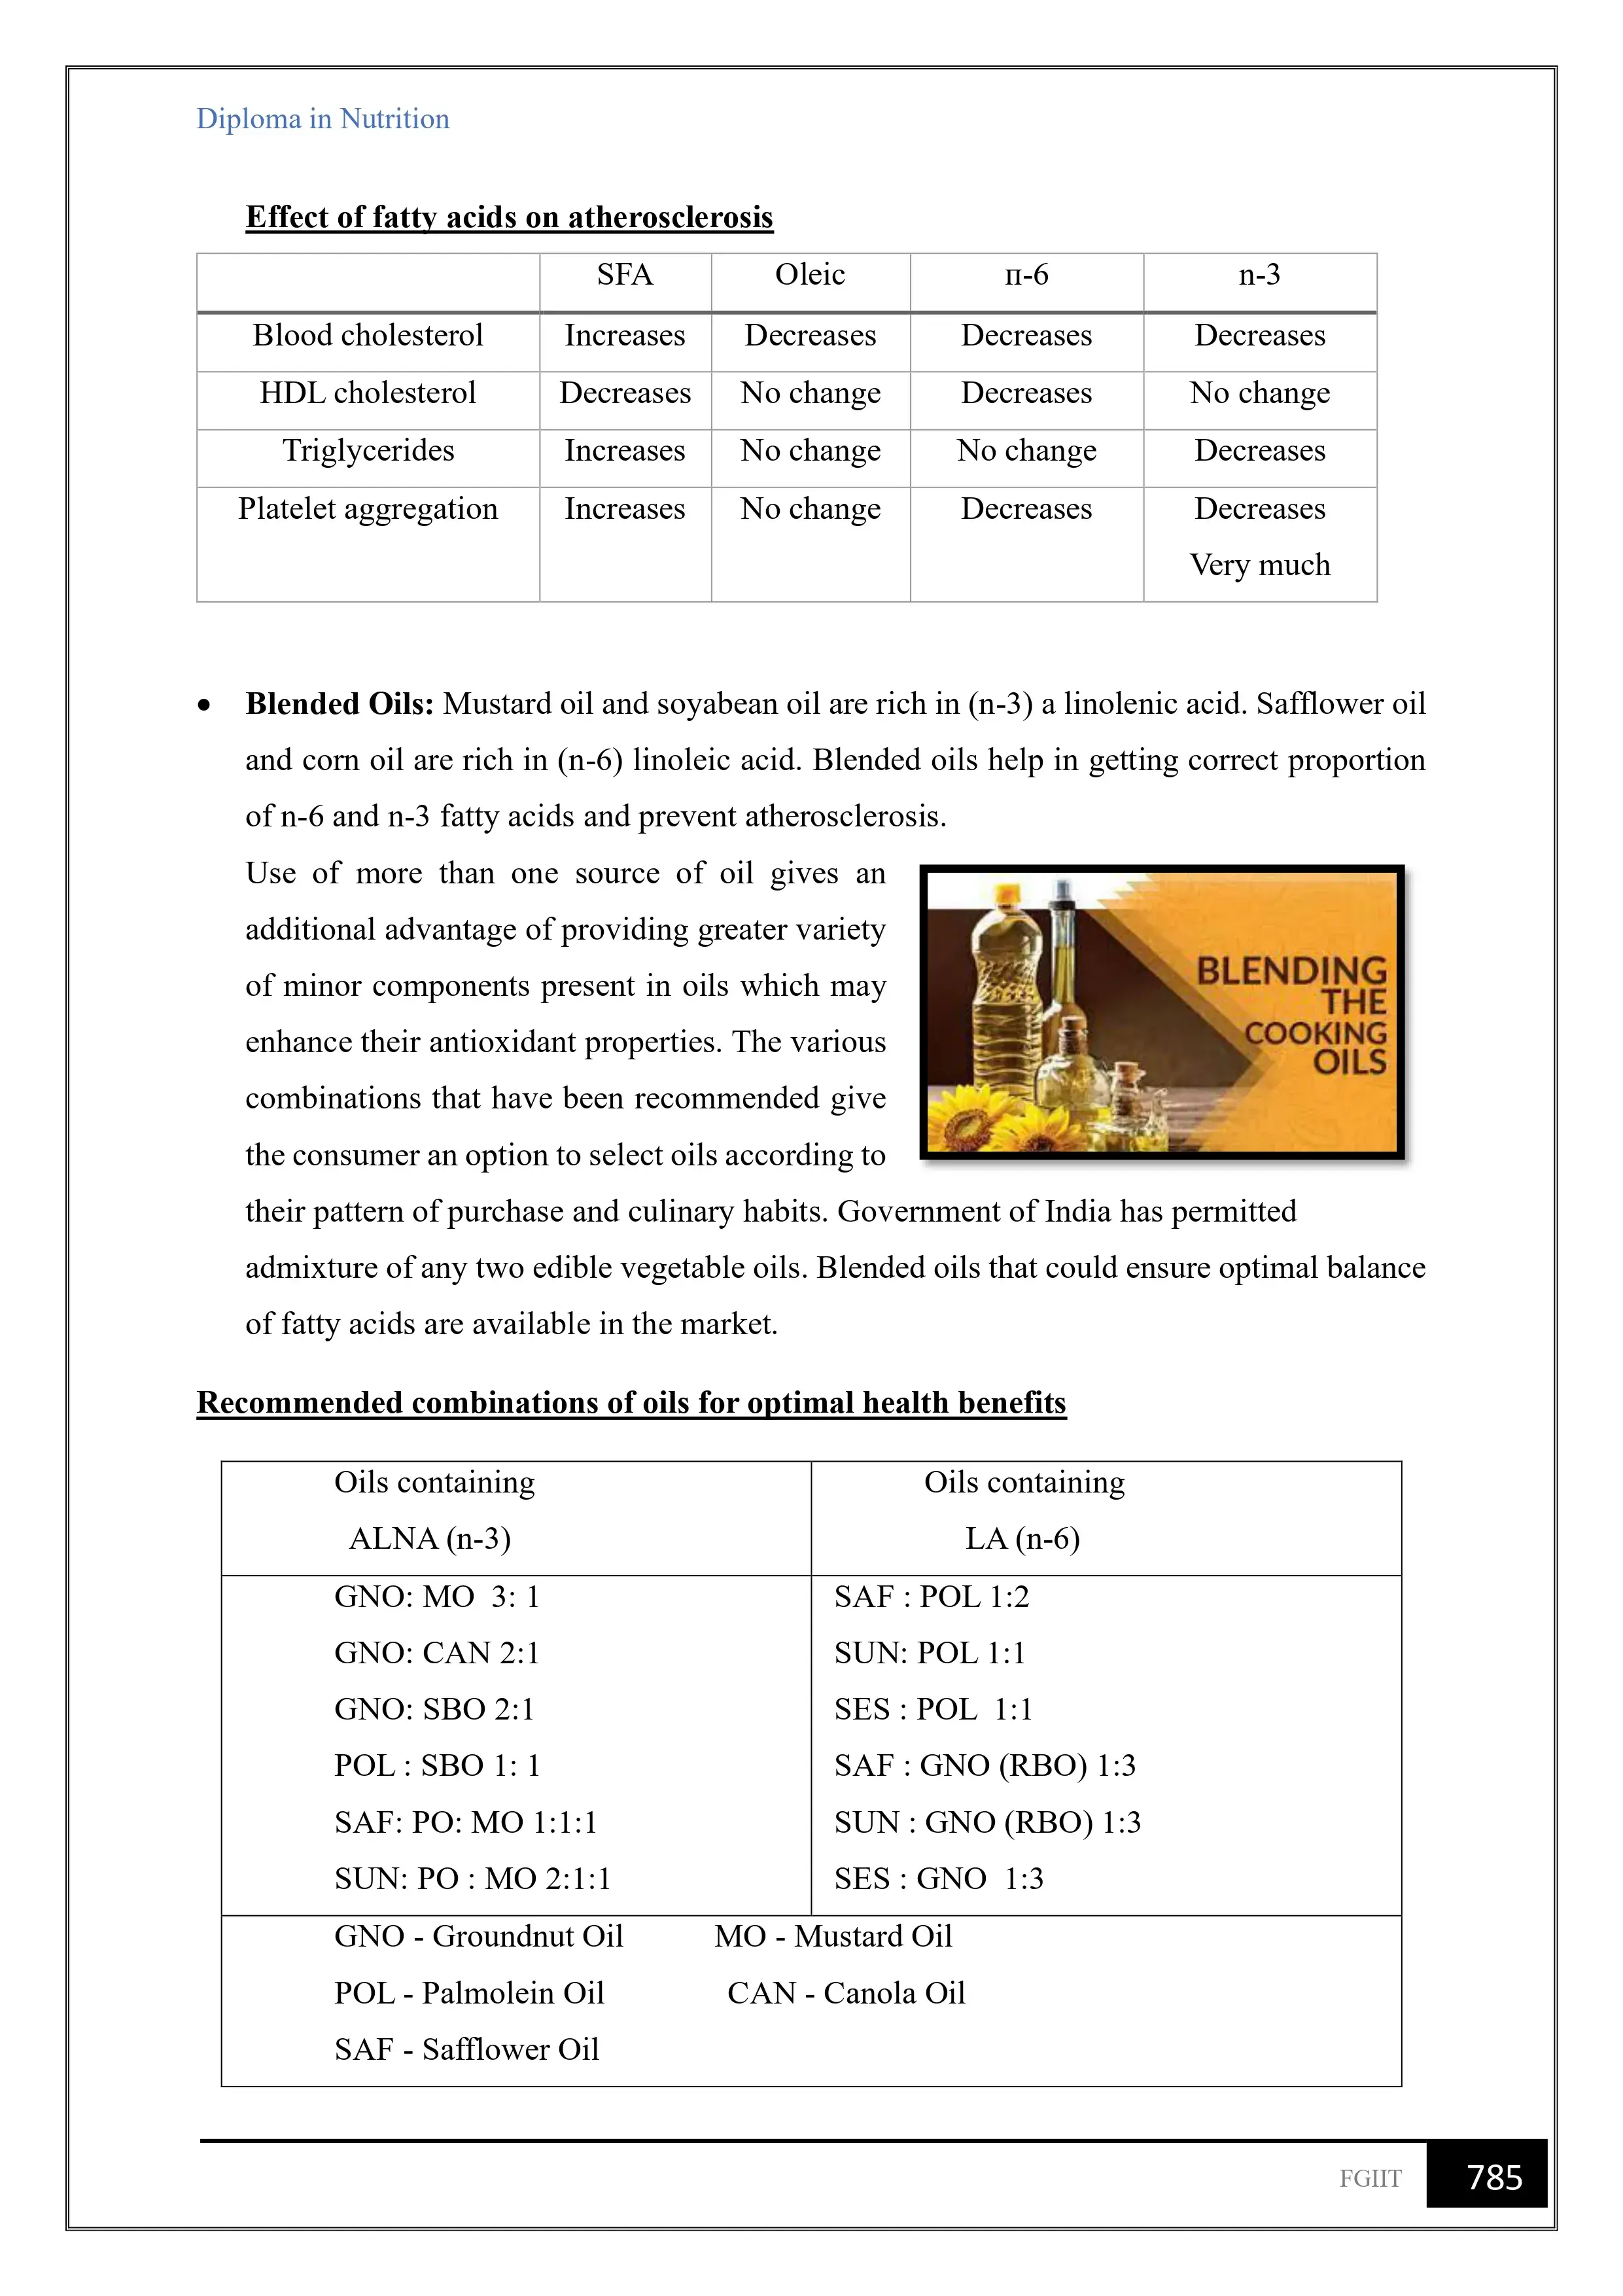 Diploma in Nutrition
Effect of fatty acids on atherosclerosis
SFA Oleic п-6 n-3
Blood cholesterol Increases Decreases Decreases Decreases
HDL cholesterol Decreases No change Decreases No change
Triglycerides Increases No change No change Decreases
Platelet aggregation Increases No change Decreases Decreases
Very much
• Blended Oils: Mustard oil and soyabean oil are rich in (n-3) a linolenic acid. Safflower oil
and corn oil are rich in (n-6) linoleic acid. Blended oils help in getting correct proportion
of n-6 and n-3 fatty acids and prevent atherosclerosis.
Use of more than one source of oil gives an
additional advantage of providing greater variety
of minor components present in oils which may
enhance their antioxidant properties. The various
combinations that have been recommended give
the consumer an option to select oils according to
BLENDING
THE
COOKING
OILS
their pattern of purchase and culinary habits. Government of India has permitted
admixture of any two edible vegetable oils. Blended oils that could ensure optimal balance
of fatty acids are available in the market.
Recommended combinations of oils for optimal health benefits
Oils containing Oils containing
ALNA (n-3) LA (n-6)
GNO: MO 3: 1 SAF : POL 1:2
GNO: CAN 2:1 SUN: POL 1:1
GNO: SBO 2:1 SES : POL 1:1
POL : SBO 1: 1 SAF : GNO (RBO) 1:3
SAF: PO: MO 1:1:1 SUN : GNO (RBO) 1:3
SUN: PO : MO 2:1:1 SES : GNO 1:3
GNO - Groundnut Oil MO - Mustard Oil
POL - Palmolein Oil CAN - Canola Oil
SAF - Safflower Oil
FGIIT 785